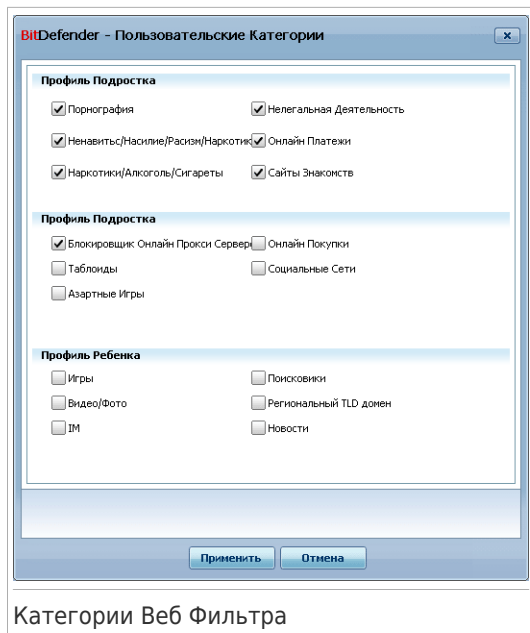 BitDefender - Пользовательские Категории
Профиль Подростка
Порнография
Нелегальная Деятельность
Ненавитьс/Насилие/Расизм/Наркотик
Онлайн Платежи
Наркотики/Алкоголь/Сигареты
Сайты Знакомств
Профиль Подростка
Блокировщик Онлайн Прокси Сервер
Онлайн Покупки
Таблоиды
Социальные Сети
Азартные Игры
Профиль Ребенка
Игры
Поисковики
Видео/Фото
Региональный TLD домен
IM
Новости
Применить
Отмена
Категории Веб Фильтра